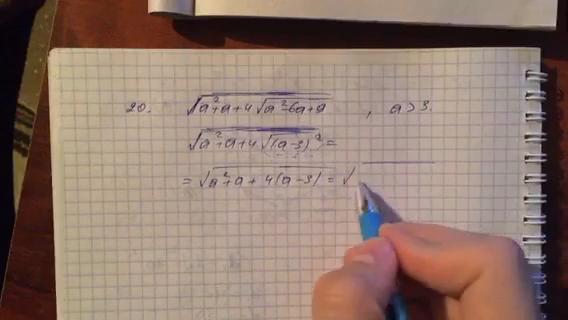 20. √(a²+a+4√(a²-6a+9)), a>3.
√(a²+a+4√(a-3)²) =
= √(a²+a+4(a-3)) = √